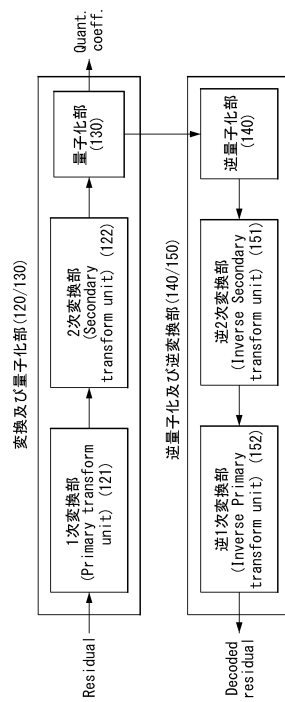 変換及び量子化部(120/130)
Residual
1次変換部
(Primary transform
unit) (121)
2次変換部
(Secondary
transform unit) (122)
量子化部
(130)
Quant.
coeff.
逆量子化及び逆変換部(140/150)
Decoded
residual
逆1次変換部
(Inverse Primary
transform unit) (152)
逆2次変換部
(Inverse Secondary
transform unit) (151)
逆量子化部
(140)